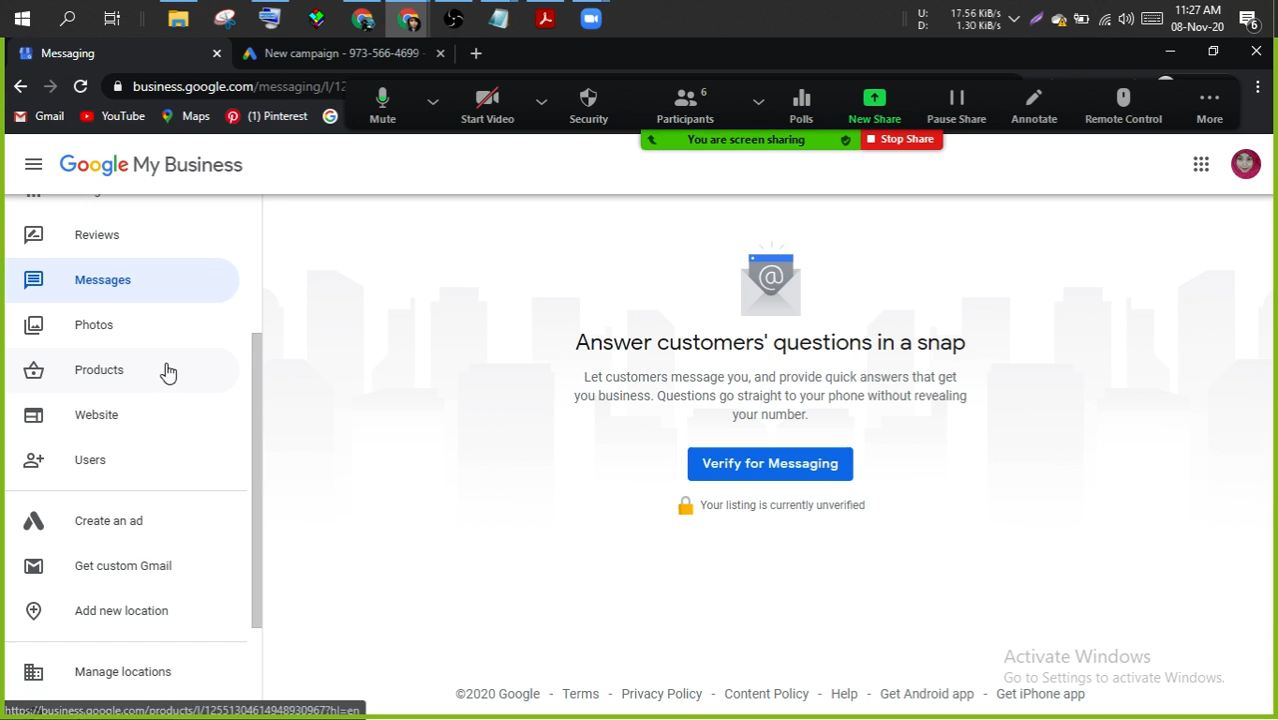 U: 17.56 KiB/s
D: 1.30 KiB/s
11:27 AM
08-Nov-20
6
Messaging
New campaign - 973-566-4699 -
business.google.com/messaging/l/12
Gmail
YouTube
Maps
(1) Pinterest
Mute
Start Video
Security
Participants
6
Polls
New Share
Pause Share
Annotate
Remote Control
More
You are screen sharing
Stop Share
Google My Business
Reviews
Messages
Photos
Products
Website
Users
Create an ad
Get custom Gmail
Add new location
Manage locations
Answer customers' questions in a snap
Let customers message you, and provide quick answers that get
you business. Questions go straight to your phone without revealing
your number.
Verify for Messaging
Your listing is currently unverified
Activate Windows
Go to Settings to activate Windows.
©2020 Google - Terms - Privacy Policy - Content Policy - Help - Get Android app - Get iPhone app
https://business.google.com/products/l/12551304614948930967?hl=en